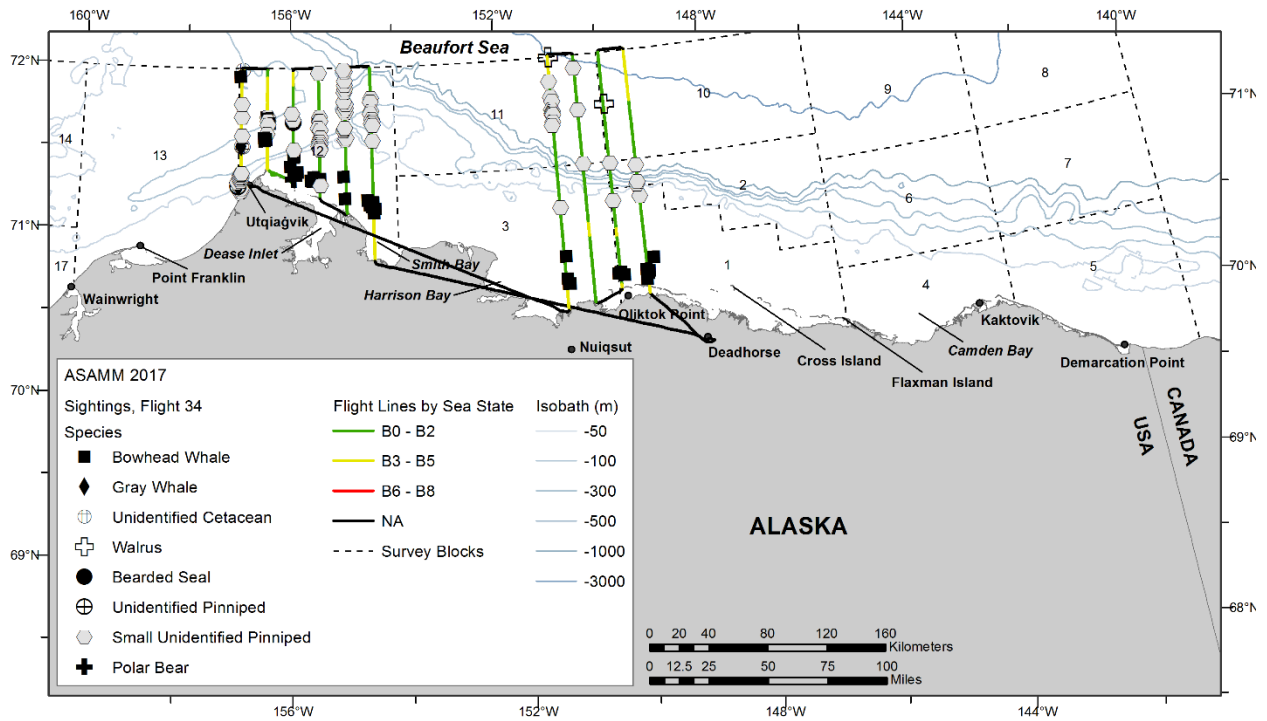 160°W
156°W
152°W
148°W
144°W
140°W
Beaufort Sea
72°N
71°N
8
9
10
11
14
13
12
7
2
6
3
Utqiaġvik
71°N
Dease Inlet
Smith Bay
1
5
70°N
17
Point Franklin
Harrison Bay
4
Wainwright
Oliktok Point
Kaktovik
Nuiqsut
Deadhorse
Camden Bay
Cross Island
Demarcation Point
Flaxman Island
70°N
ASAMM 2017
Sightings, Flight 34
Species
Bowhead Whale
Gray Whale
Unidentified Cetacean
Walrus
Bearded Seal
Unidentified Pinniped
Small Unidentified Pinniped
Polar Bear
Flight Lines by Sea State
B0 - B2
B3 - B5
B6 - B8
NA
Survey Blocks
Isobath (m)
-50
-100
-300
-500
-1000
-3000
USA
CANADA
69°N
ALASKA
69°N
68°N
0 20 40 80 120 160
Kilometers
0 12.5 25 50 75 100
Miles
156°W
152°W
148°W
144°W